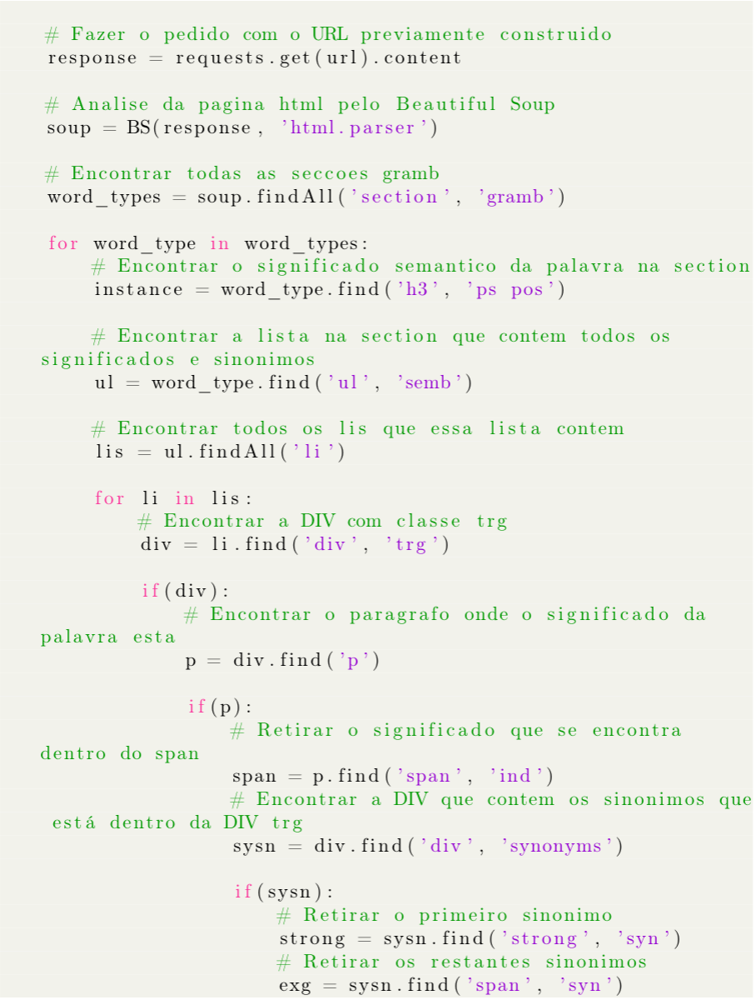 # Fazer o pedido com o URL previamente construido
response = requests.get(url).content
# Analise da pagina html pelo Beautiful Soup
soup = BS(response, 'html.parser')
# Encontrar todas as seccoes gramb
word_types = soup.findAll('section', 'gramb')
for word_type in word_types:
# Encontrar o significado semantico da palavra na section
instance = word_type.find('h3', 'ps pos')
# Encontrar a lista na section que contem todos os
significados e sinonimos
ul = word_type.find('ul', 'semb')
# Encontrar todos os lis que essa lista contem
lis = ul.findAll('li')
for li in lis:
# Encontrar a DIV com classe trg
div = li.find('div', 'trg')
if(div):
# Encontrar o paragrafo onde o significado da
palavra esta
p = div.find('p')
if(p):
# Retirar o significado que se encontra
dentro do span
span = p.find('span', 'ind')
# Encontrar a DIV que contem os sinonimos que
está dentro da DIV trg
sysn = div.find('div', 'synonyms')
if(sysn):
# Retirar o primeiro sinonimo
strong = sysn.find('strong', 'syn')
# Retirar os restantes sinonimos
exg = sysn.find('span', 'syn')